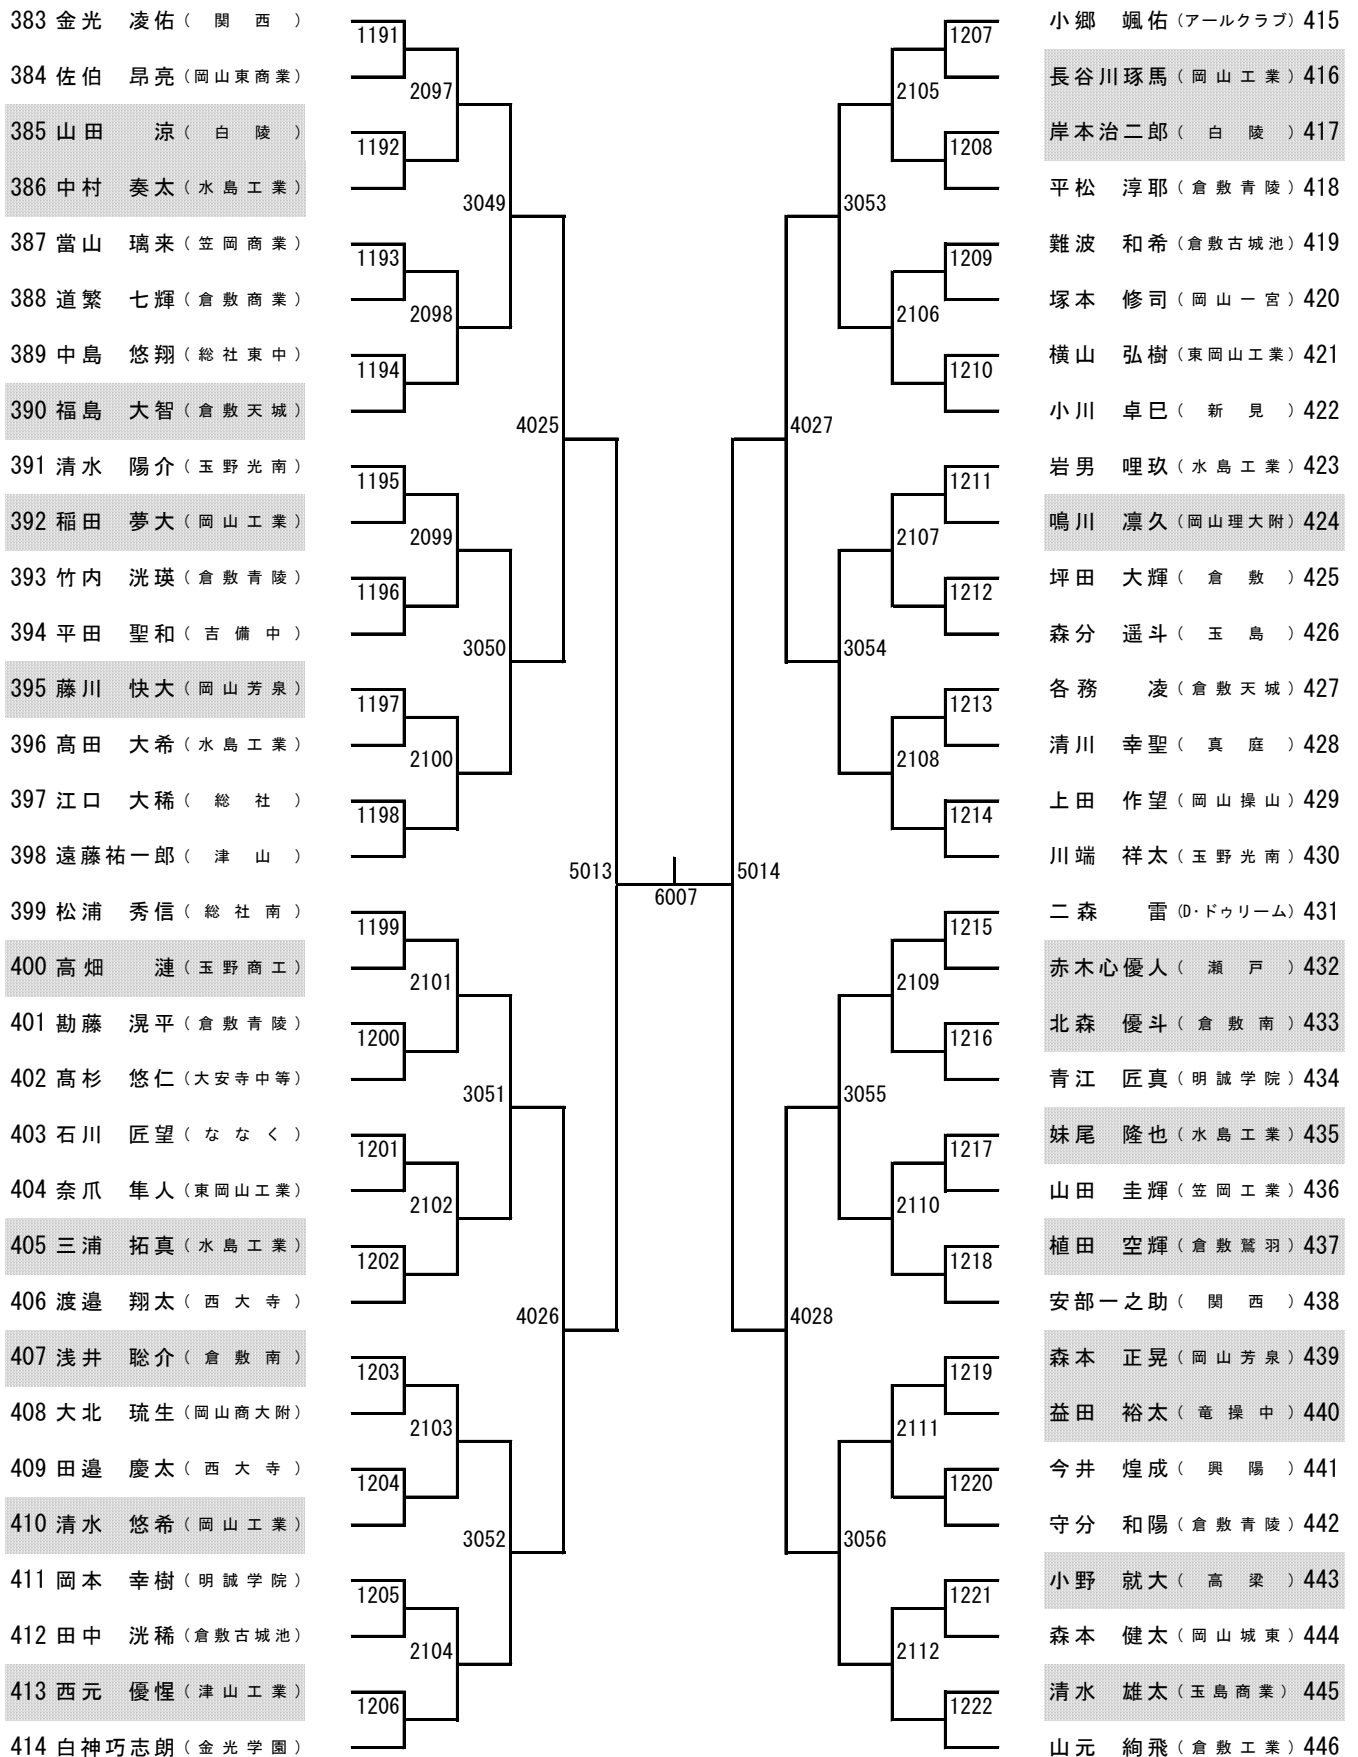 383 金光 凌佑 ( 関西 )
384 佐伯 昂亮 (岡山東商業)
385 山田 涼 ( 白陵 )
386 中村 奏太 (水島工業)
387 當山 璃来 (笠岡商業)
388 道繁 七輝 (倉敷商業)
389 中島 悠翔 (総社東中)
390 福島 大智 (倉敷天城)
391 清水 陽介 (玉野光南)
392 稲田 夢大 (岡山工業)
393 竹内 洸瑛 (倉敷青陵)
394 平田 聖和 (吉備中)
395 藤川 快大 (岡山芳泉)
396 髙田 大希 (水島工業)
397 江口 大稀 ( 総社 )
398 遠藤祐一郎 ( 津山 )
399 松浦 秀信 (総社南)
400 高畑 漣 (玉野商工)
401 勘藤 滉平 (倉敷青陵)
402 髙杉 悠仁 (大安寺中等)
403 石川 匠望 (ななく)
404 奈爪 隼人 (東岡山工業)
405 三浦 拓真 (水島工業)
406 渡邉 翔太 (西大寺)
407 浅井 聡介 (倉敷南)
408 大北 琉生 (岡山商大附)
409 田邉 慶太 (西大寺)
410 清水 悠希 (岡山工業)
411 岡本 幸樹 (明誠学院)
412 田中 洸稀 (倉敷古城池)
413 西元 優惺 (津山工業)
414 白神巧志朗 (金光学園)
1191
1192
1193
1194
1195
1196
1197
1198
1199
1200
1201
1202
1203
1204
1205
1206
2097
2098
2099
2100
2101
2102
2103
2104
3049
3050
3051
3052
4025
4026
5013
6007
5014
4027
4028
3053
3054
3055
3056
2105
2106
2107
2108
2109
2110
2111
2112
1207
1208
1209
1210
1211
1212
1213
1214
1215
1216
1217
1218
1219
1220
1221
1222
小郷 颯佑 (アールクラブ) 415
長谷川琢馬 (岡山工業) 416
岸本治二郎 ( 白陵 ) 417
平松 淳耶 (倉敷青陵) 418
難波 和希 (倉敷古城池) 419
塚本 修司 (岡山一宮) 420
横山 弘樹 (東岡山工業) 421
小川 卓巳 ( 新見 ) 422
岩男 哩玖 (水島工業) 423
鳴川 凛久 (岡山理大附) 424
坪田 大輝 ( 倉敷 ) 425
森分 遥斗 ( 玉島 ) 426
各務 凌 (倉敷天城) 427
清川 幸聖 ( 真庭 ) 428
上田 作望 (岡山操山) 429
川端 祥太 (玉野光南) 430
二森 雷 (D・ドゥリーム) 431
赤木心優人 ( 瀬戸 ) 432
北森 優斗 (倉敷南) 433
青江 匠真 (明誠学院) 434
妹尾 隆也 (水島工業) 435
山田 圭輝 (笠岡工業) 436
植田 空輝 (倉敷鷲羽) 437
安部一之助 ( 関西 ) 438
森本 正晃 (岡山芳泉) 439
益田 裕太 (竜操中) 440
今井 煌成 ( 興陽 ) 441
守分 和陽 (倉敷青陵) 442
小野 就大 ( 高梁 ) 443
森本 健太 (岡山城東) 444
清水 雄太 (玉島商業) 445
山元 絢飛 (倉敷工業) 446